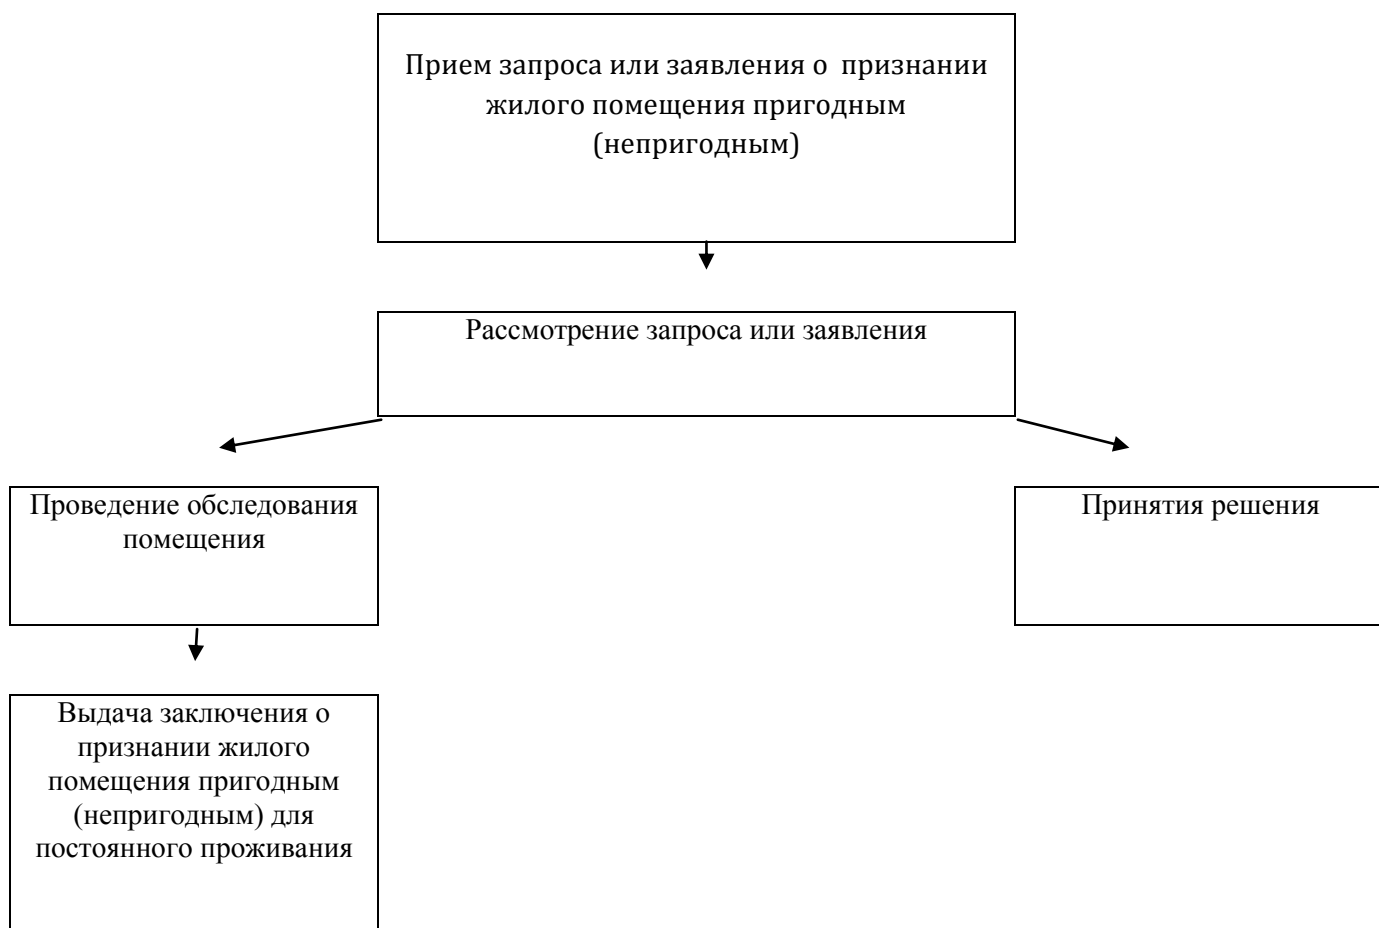 Прием запроса или заявления о  признании
жилого помещения пригодным
(непригодным)
Рассмотрение запроса или заявления
Проведение обследования
помещения
Принятия решения
Выдача заключения о
признании жилого
помещения пригодным
(непригодным) для
постоянного проживания